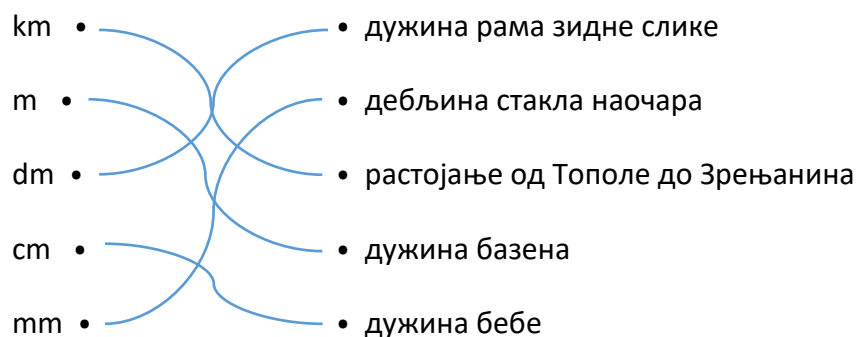 km • • дужина рама зидне слике
m • • дебљина стакла наочара
dm • • растојање од Тополе до Зрењанина
cm • • дужина базена
mm • • дужина бебе